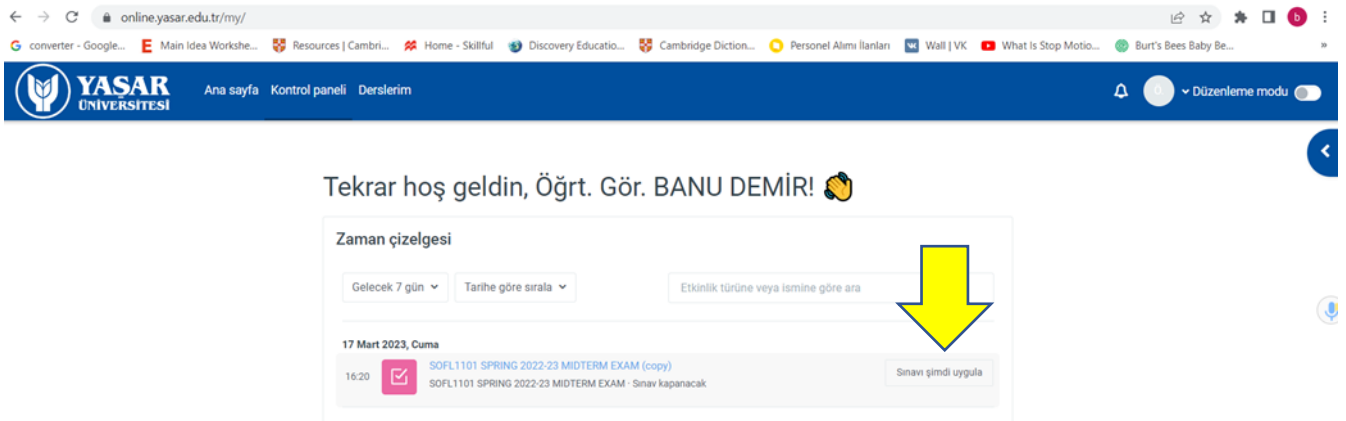 online.yasar.edu.tr/my/
b
G converter - Google... E Main Idea Workshe... Resources | Cambri... Home - Skillful Discovery Educatio... Cambridge Diction... Personel Alımı İlanları Wall | VK What Is Stop Motio... Burt's Bees Baby Be... »
YAŞAR
ÜNİVERSİTESİ
Ana sayfa Kontrol paneli Derslerim
Düzenleme modu
Tekrar hoş geldin, Öğrt. Gör. BANU DEMİR!
Zaman çizelgesi
Gelecek 7 gün Tarihe göre sırala Etkinlik türüne veya ismine göre ara
17 Mart 2023, Cuma
SOFL1101 SPRING 2022-23 MIDTERM EXAM (copy)
16:20 Sınavı şimdi uygula
SOFL1101 SPRING 2022-23 MIDTERM EXAM · Sınav kapanacak